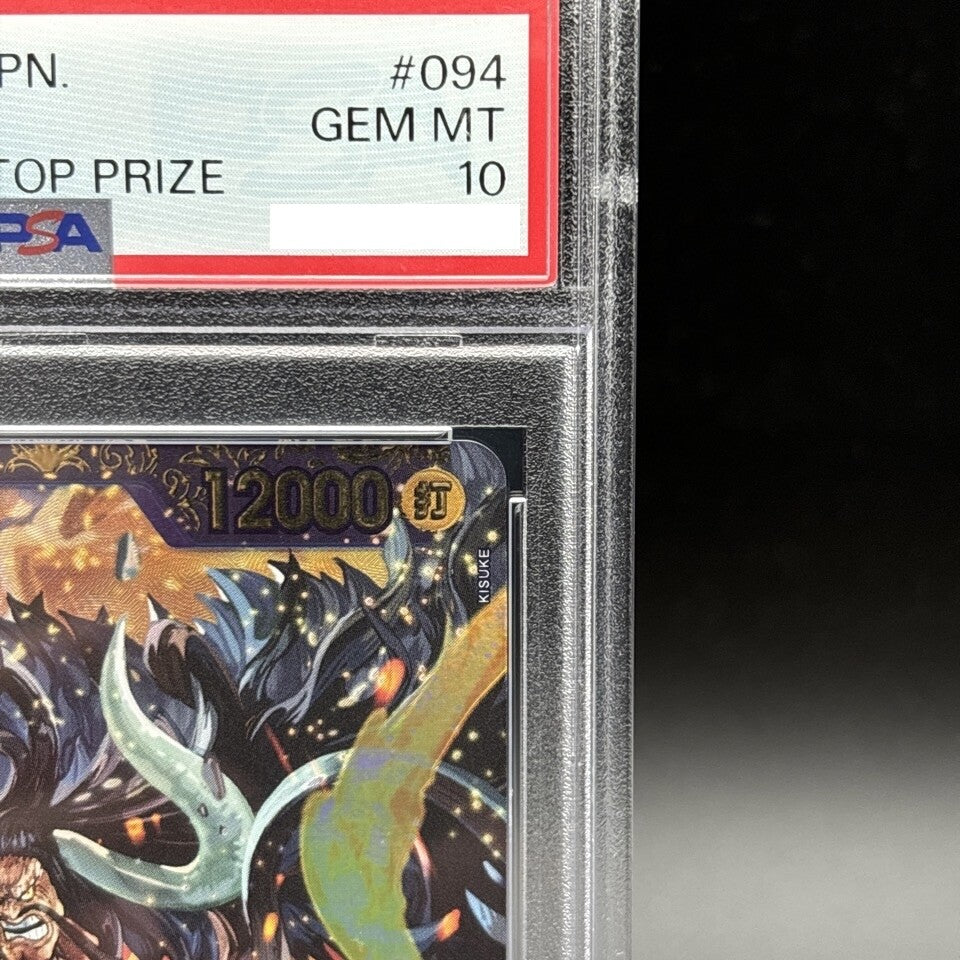 PN.
#094
GEM MT
TOP PRIZE
10
PSA
12000 打
KISUKE